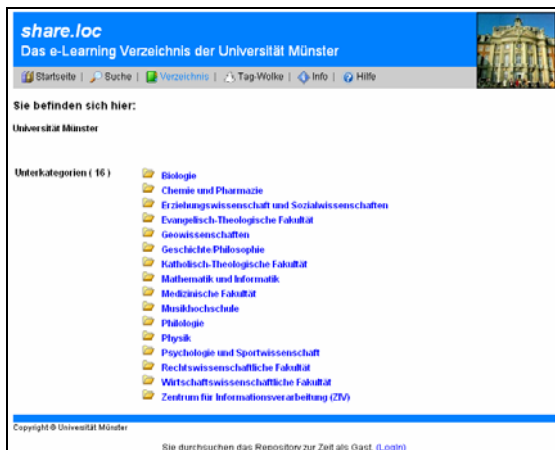 share.loc
Das e-Learning Verzeichnis der Universität Münster
Startseite | Suche | Verzeichnis | Tag-Wolke | Info | Hilfe
Sie befinden sich hier:
Universität Münster
Unterkategorien ( 16 )
Biologie
Chemie und Pharmazie
Erziehungswissenschaft und Sozialwissenschaften
Evangelisch-Theologische Fakultät
Geowissenschaften
Geschichte/Philosophie
Katholisch-Theologische Fakultät
Mathematik und Informatik
Medizinische Fakultät
Musikhochschule
Philologie
Physik
Psychologie und Sportwissenschaft
Rechtswissenschaftliche Fakultät
Wirtschaftswissenschaftliche Fakultät
Zentrum für Informationsverarbeitung (ZIV)
Copyright © Universität Münster
Sie durchsuchen das Repository zur Zeit als Gast. (Login)